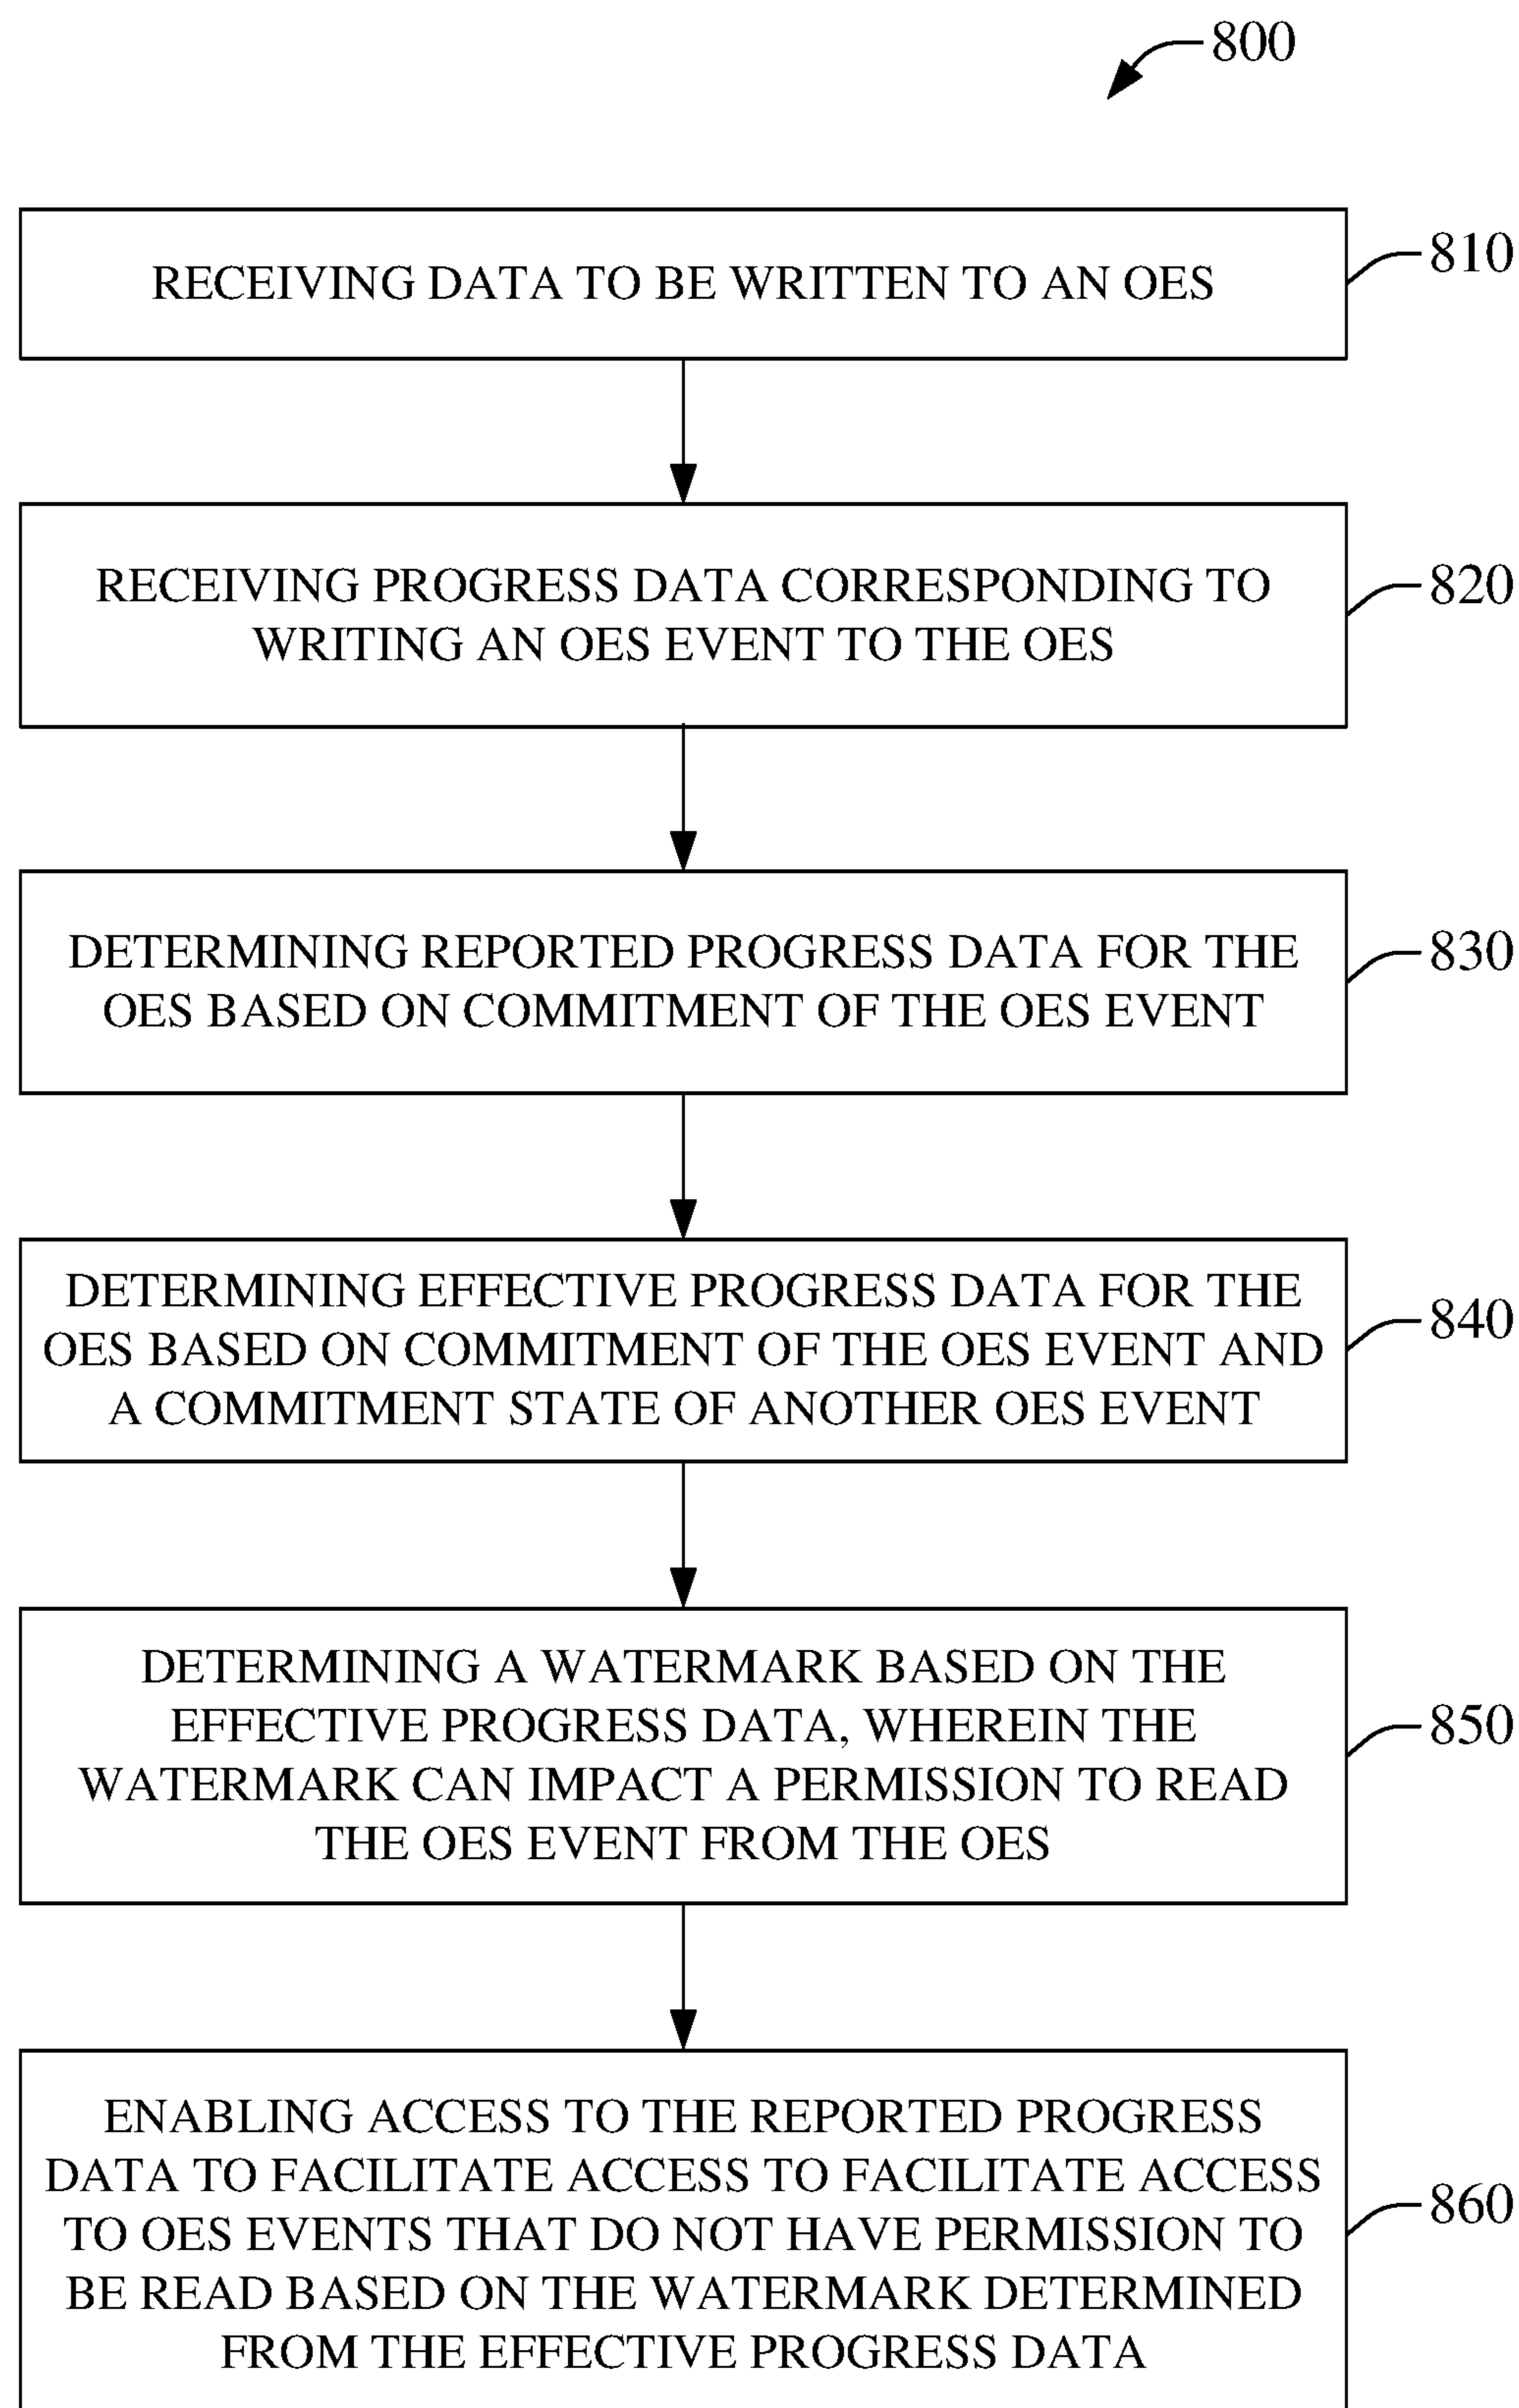 800
RECEIVING DATA TO BE WRITTEN TO AN OES
810
RECEIVING PROGRESS DATA CORRESPONDING TO
WRITING AN OES EVENT TO THE OES
820
DETERMINING REPORTED PROGRESS DATA FOR THE
OES BASED ON COMMITMENT OF THE OES EVENT
830
DETERMINING EFFECTIVE PROGRESS DATA FOR THE
OES BASED ON COMMITMENT OF THE OES EVENT AND
A COMMITMENT STATE OF ANOTHER OES EVENT
840
DETERMINING A WATERMARK BASED ON THE
EFFECTIVE PROGRESS DATA, WHEREIN THE
WATERMARK CAN IMPACT A PERMISSION TO READ
THE OES EVENT FROM THE OES
850
ENABLING ACCESS TO THE REPORTED PROGRESS
DATA TO FACILITATE ACCESS TO FACILITATE ACCESS
TO OES EVENTS THAT DO NOT HAVE PERMISSION TO
BE READ BASED ON THE WATERMARK DETERMINED
FROM THE EFFECTIVE PROGRESS DATA
860